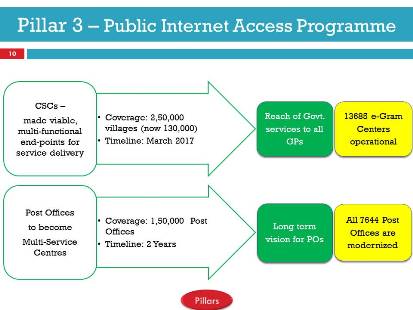 Pillar 3 – Public Internet Access Programme
10
CSCs –
made viable,
multi-functional
end-points for
service delivery
• Coverage: 2,50,000
villages (now 130,000)
• Timeline: March 2017
Reach of Govt.
services to all
GPs
13685 e-Gram
Centers
operational
Post Offices
to become
Multi-Service
Centres
• Coverage: 1,50,000 Post
Offices
• Timeline: 2 Years
Long term
vision for POs
All 7644 Post
Offices are
modernized
Pillars